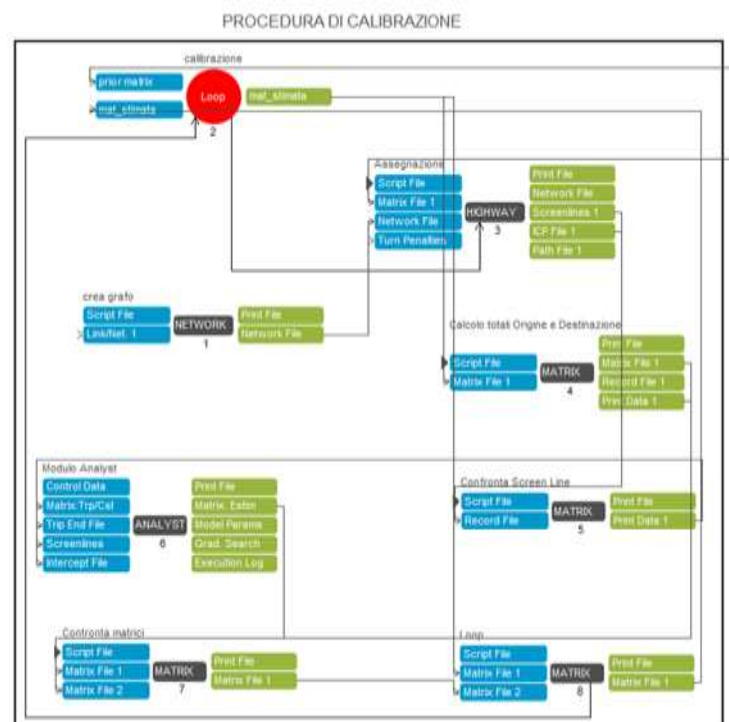 PROCEDURA DI CALIBRAZIONE
calibrazione
prior matrix
mat_stimata
Loop
mat_stimata
2
Assegnazione
Script File
Matrix File 1
Network File
Turn Penalties
HIGHWAY
3
Print File
Network File
Screenlines 1
ICP File 1
Path File 1
crea grafo
Script File
Link/Net. 1
NETWORK
1
Print File
Network File
Calcolo totali Origine e Destinazione
Script File
Matrix File 1
MATRIX
4
Print File
Matrix File 1
Record File 1
Print Data 1
Modulo Analyst
Control Data
Matrix Trp/Cst
Trip End File
Screenlines
Intercept File
ANALYST
6
Print File
Matrix. Estim
Model Params
Grad. Search
Execution Log
Confronta Screen Line
Script File
Record File
MATRIX
5
Print File
Print Data 1
Confronta matrici
Script File
Matrix File 1
Matrix File 2
MATRIX
7
Print File
Matrix File 1
Loop
Script File
Matrix File 1
Matrix File 2
MATRIX
8
Print File
Matrix File 1